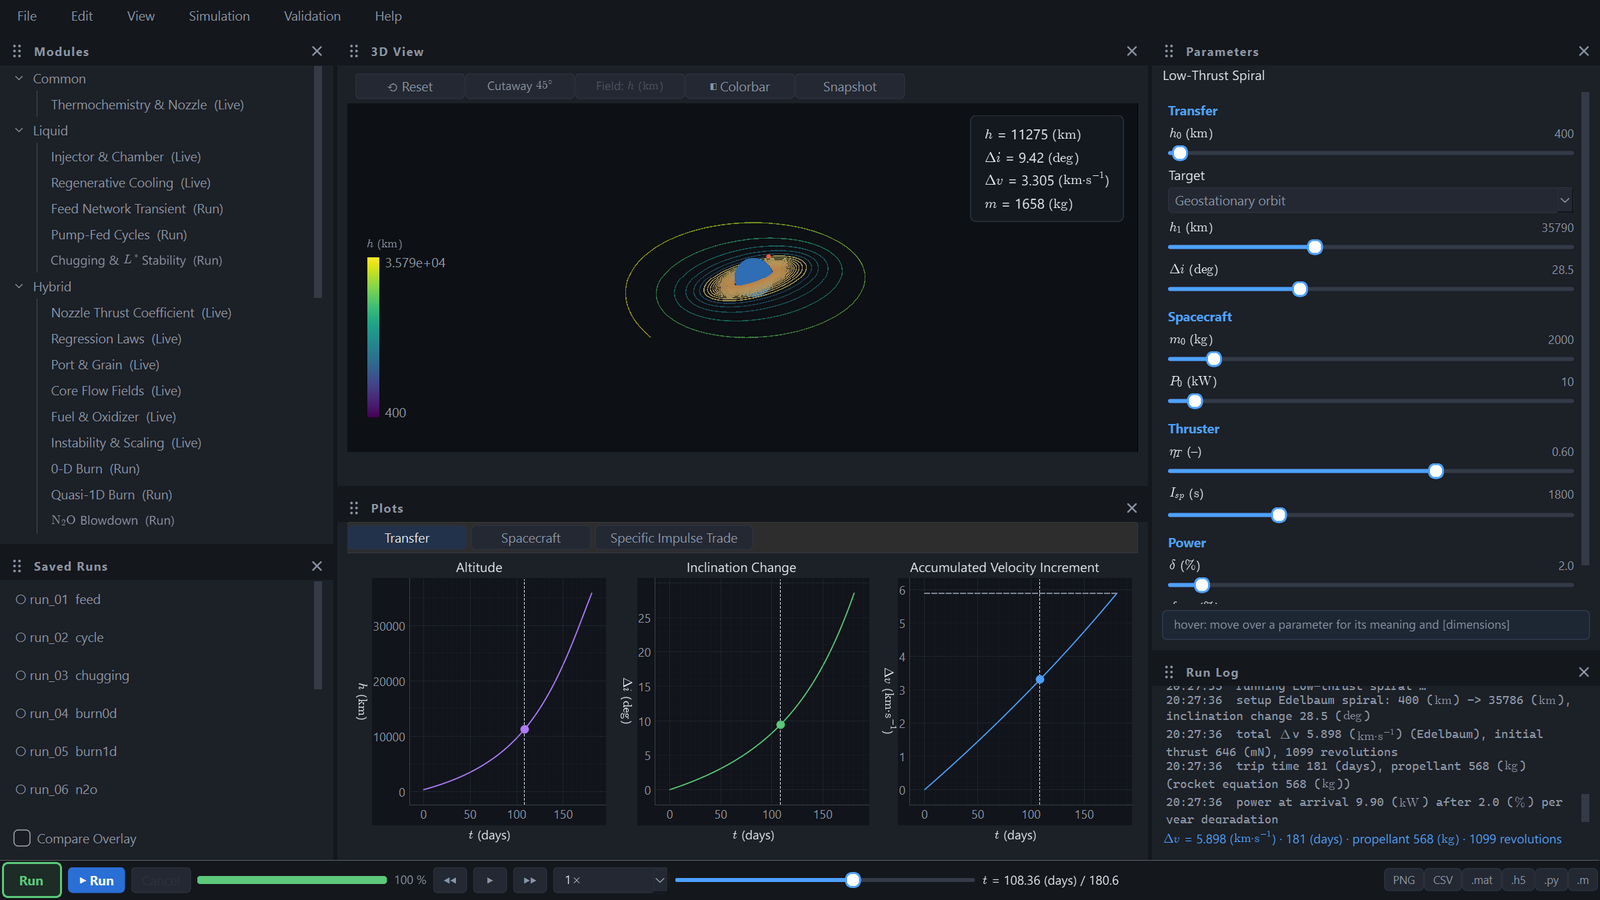 File Edit View Simulation Validation Help
Modules
Common
Thermochemistry & Nozzle (Live)
Liquid
Injector & Chamber (Live)
Regenerative Cooling (Live)
Feed Network Transient (Run)
Pump-Fed Cycles (Run)
Chugging & L* Stability (Run)
Hybrid
Nozzle Thrust Coefficient (Live)
Regression Laws (Live)
Port & Grain (Live)
Core Flow Fields (Live)
Fuel & Oxidizer (Live)
Instability & Scaling (Live)
0-D Burn (Run)
Quasi-1D Burn (Run)
N₂O Blowdown (Run)
Saved Runs
run_01 feed
run_02 cycle
run_03 chugging
run_04 burn0d
run_05 burn1d
run_06 n2o
Compare Overlay
3D View
Reset Cutaway 45° Field: h (km) Colorbar Snapshot
h = 11275 (km)
Δi = 9.42 (deg)
Δv = 3.305 (km·s⁻¹)
m = 1658 (kg)
h (km)
3.579e+04
400
Plots
Transfer Spacecraft Specific Impulse Trade
Altitude
h (km)
30000
20000
10000
0
0 50 100 150
t (days)
Inclination Change
Δi (deg)
25
20
15
10
5
0
0 50 100 150
t (days)
Accumulated Velocity Increment
Δv (km·s⁻¹)
6
5
4
3
2
1
0
0 50 100 150
t (days)
Parameters
Low-Thrust Spiral
Transfer
h₀ (km) 400
Target
Geostationary orbit
h₁ (km) 35790
Δi (deg) 28.5
Spacecraft
m₀ (kg) 2000
P₀ (kW) 10
Thruster
η_T (–) 0.60
I_sp (s) 1800
Power
δ (%) 2.0
hover: move over a parameter for its meaning and [dimensions]
Run Log
20:27:35 running Low-thrust spiral …
20:27:36 setup Edelbaum spiral: 400 (km) -> 35786 (km),
inclination change 28.5 (deg)
20:27:36 total Δv 5.898 (km·s⁻¹) (Edelbaum), initial
thrust 646 (mN), 1099 revolutions
20:27:36 trip time 181 (days), propellant 568 (kg)
(rocket equation 568 (kg))
20:27:36 power at arrival 9.90 (kW) after 2.0 (%) per
year degradation
Δv = 5.898 (km·s⁻¹) · 181 (days) · propellant 568 (kg) · 1099 revolutions
Run Run Cancel 100 % 1× t = 108.36 (days) / 180.6 PNG CSV .mat .h5 .py .m